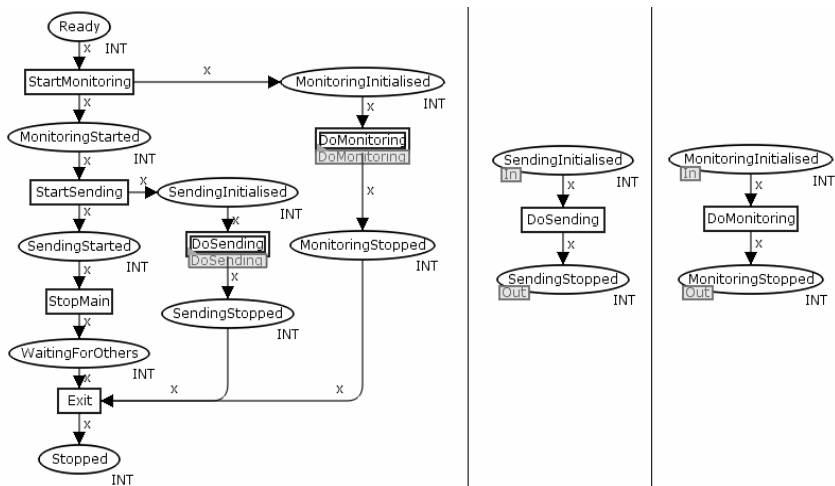 Ready
x INT
StartMonitoring
x
MonitoringInitialised
INT
x
x
MonitoringStarted
INT
DoMonitoring
DoMonitoring
x
x
StartSending
x
SendingInitialised
INT
x
x
SendingStarted
INT
DoSending
DoSending
MonitoringStopped
INT
x
x
StopMain
SendingStopped
INT
x
WaitingForOthers
INT
x
Exit
x
x
x
Stopped
INT
SendingInitialised
In
INT
x
DoSending
x
SendingStopped
Out
INT
MonitoringInitialised
In
INT
x
DoMonitoring
x
MonitoringStopped
Out
INT